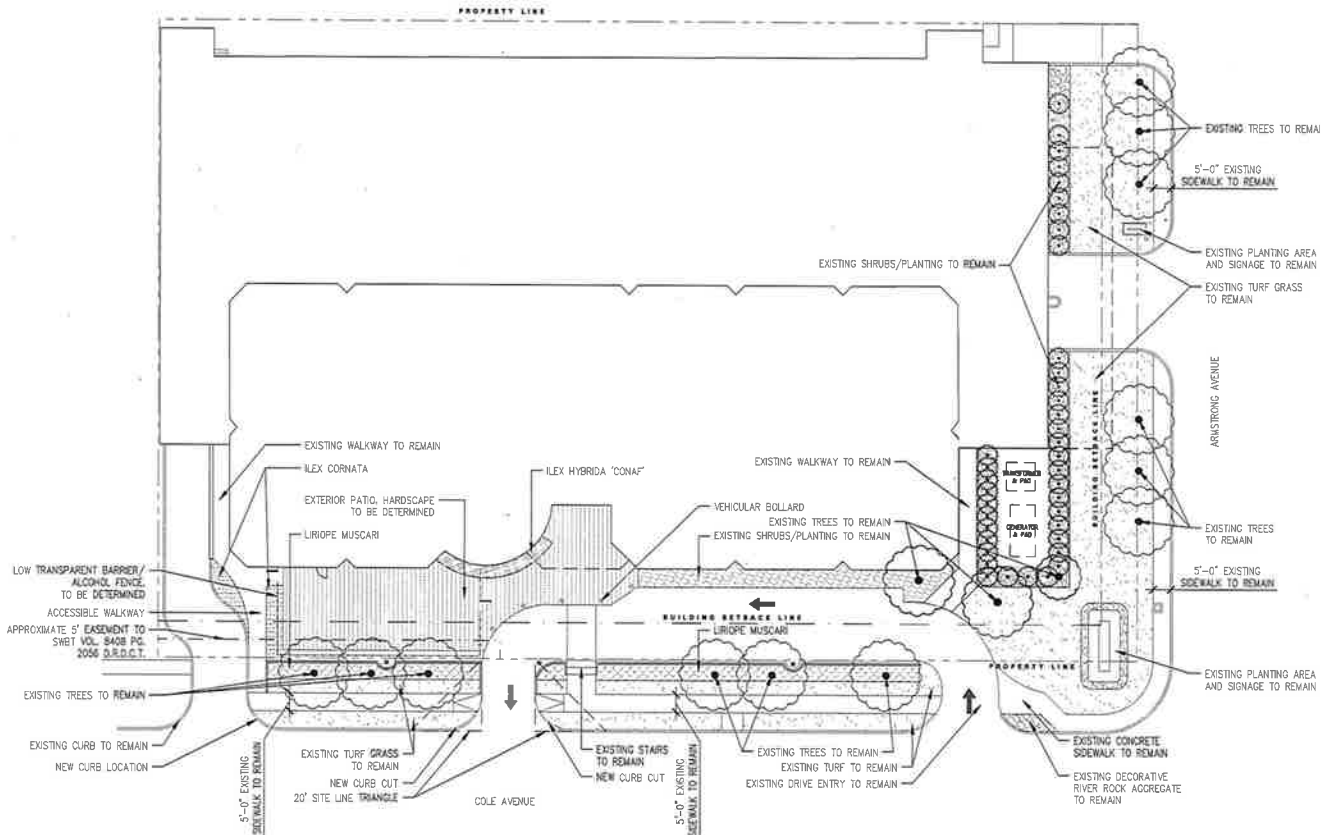 PROPERTY LINE
EXISTING TREES TO REMAI
5'-0" EXISTING
SIDEWALK TO REMAIN
EXISTING SHRUBS/PLANTING TO REMAIN
EXISTING PLANTING AREA
AND SIGNAGE TO REMAIN
EXISTING TURF GRASS
TO REMAIN
ARMSTRONG AVENUE
BUILDING SETBACK LINE
EXISTING WALKWAY TO REMAIN
ILEX CORNATA
EXTERIOR PATIO, HARDSCAPE
TO BE DETERMINED
LIRIOPE MUSCARI
ILEX HYBRIDA 'CONAF'
VEHICULAR BOLLARD
EXISTING WALKWAY TO REMAIN
EXISTING TREES TO REMAIN
EXISTING SHRUBS/PLANTING TO REMAIN
TRANSFORMER
& PAD
GENERATOR
& PAD
EXISTING TREES
TO REMAIN
5'-0" EXISTING
SIDEWALK TO REMAIN
LOW TRANSPARENT BARRIER/
ALCOHOL FENCE,
TO BE DETERMINED
ACCESSIBLE WALKWAY
APPROXIMATE 5' EASEMENT TO
SWBT VOL. 8408 PG.
2056 D.R.D.C.T.
BUILDING SETBACK LINE
LIRIOPE MUSCARI
PROPERTY LINE
EXISTING PLANTING AREA
AND SIGNAGE TO REMAIN
EXISTING TREES TO REMAIN
EXISTING CURB TO REMAIN
NEW CURB LOCATION
5'-0" EXISTING
SIDEWALK TO REMAIN
EXISTING TURF GRASS
TO REMAIN
NEW CURB CUT
20' SITE LINE TRIANGLE
COLE AVENUE
EXISTING STAIRS
TO REMAIN
NEW CURB CUT
5'-0" EXISTING
SIDEWALK TO REMAIN
EXISTING TREES TO REMAIN
EXISTING TURF TO REMAIN
EXISTING DRIVE ENTRY TO REMAIN
EXISTING CONCRETE
SIDEWALK TO REMAIN
EXISTING DECORATIVE
RIVER ROCK AGGREGATE
TO REMAIN